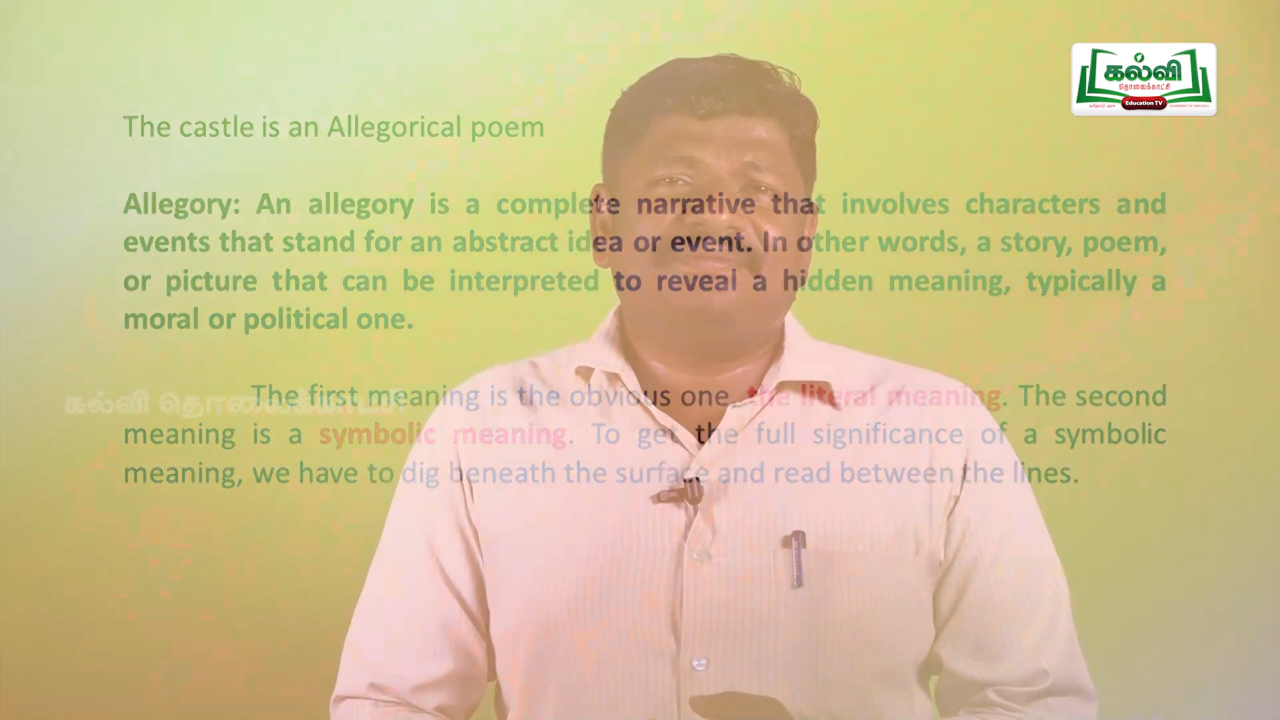 கல்வி
தொலைக்காட்சி
Education TV
The castle is an Allegorical poem
Allegory: An allegory is a complete narrative that involves characters and
events that stand for an abstract idea or event. In other words, a story, poem,
or picture that can be interpreted to reveal a hidden meaning, typically a
moral or political one.
கல்வி தொலைக்காட்சி
The first meaning is the obvious one, the literal meaning. The second
meaning is a symbolic meaning. To get the full significance of a symbolic
meaning, we have to dig beneath the surface and read between the lines.